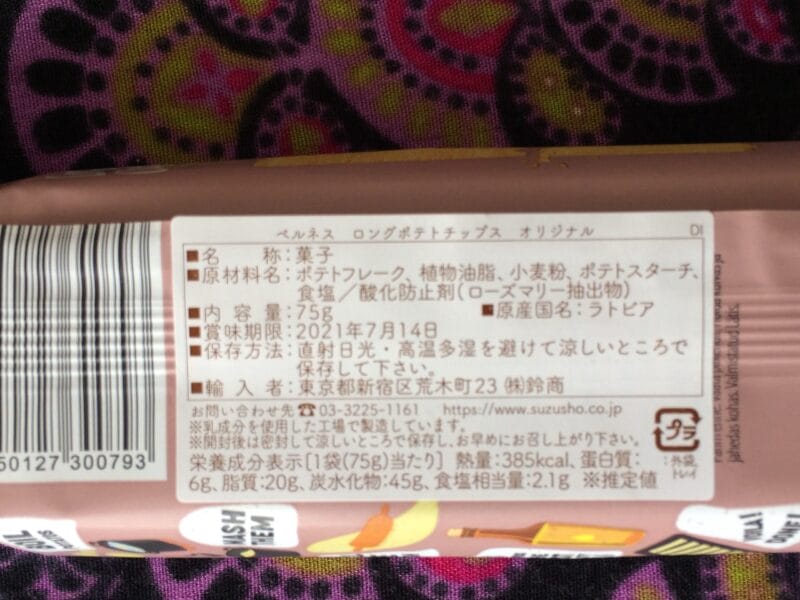 ベルネス ロングポテトチップス オリジナル DI
■名 称:菓子
■原材料名:ポテトフレーク、植物油脂、小麦粉、ポテトスターチ、
食塩／酸化防止剤(ローズマリー抽出物)
■内 容 量:75g ■原産国名:ラトビア
■賞味期限:2021年7月14日
■保存方法:直射日光・高温多湿を避けて涼しいところで
保存して下さい。
■輸 入 者:東京都新宿区荒木町23 ㈱鈴商
お問い合わせ先☎03-3225-1161 https://www.suzusho.co.jp
※乳成分を使用した工場で製造しています。
※開封後は密封して涼しいところで保存し、お早めにお召し上がり下さい。
栄養成分表示[1袋(75g)当たり] 熱量:385kcal、蛋白質:
6g、脂質:20g、炭水化物:45g、食塩相当量:2.1g ※推定値
プラ
:外袋、
トレイ
50127 300793
jahedas kohas. Valmistatud Lätis.
MASH
THEM